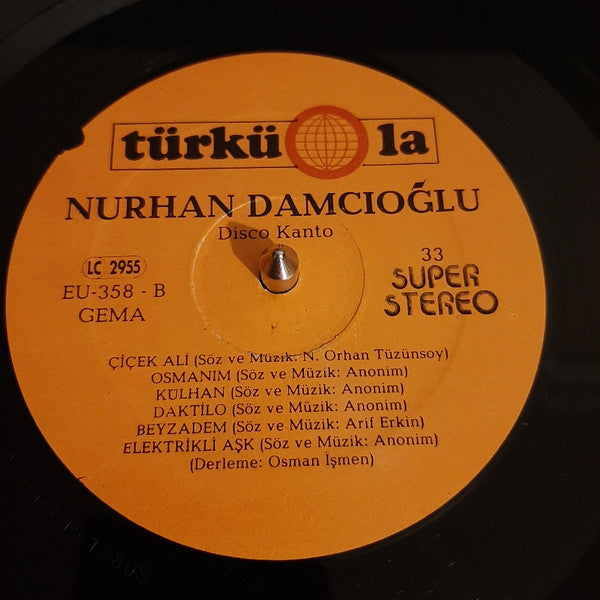 türkü la
NURHAN DAMCIOĞLU
Disco Kanto
LC 2955
EU-358 - B
GEMA
33
SUPER
STEREO
ÇİÇEK ALİ (Söz ve Müzik: N. Orhan Tüzünsoy)
OSMANIM (Söz ve Müzik: Anonim)
KÜLHAN (Söz ve Müzik: Anonim)
DAKTİLO (Söz ve Müzik: Anonim)
BEYZADEM (Söz ve Müzik: Arif Erkin)
ELEKTRİKLİ AŞK (Söz ve Müzik: Anonim)
(Derleme: Osman İşmen)